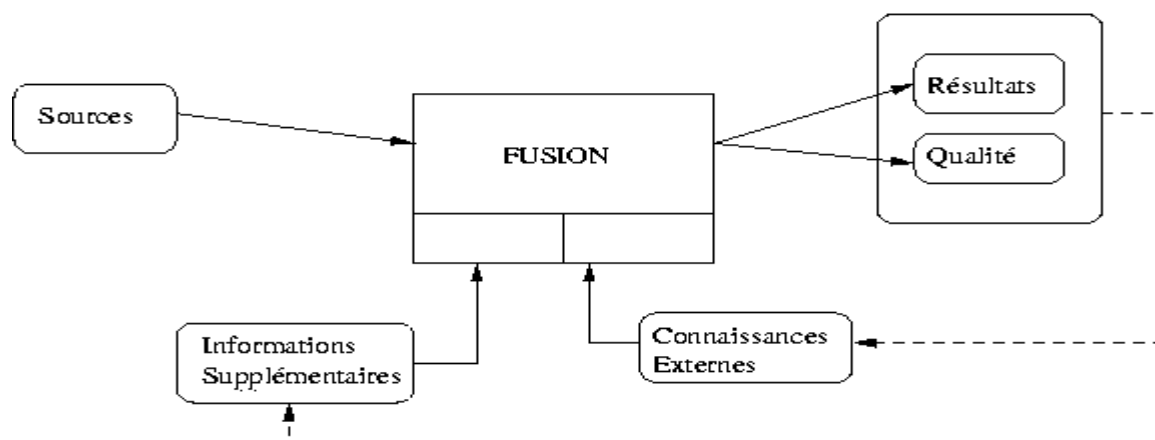 Sources
FUSION
Résultats
Qualité
Informations
Supplémentaires
Connaissances
Externes